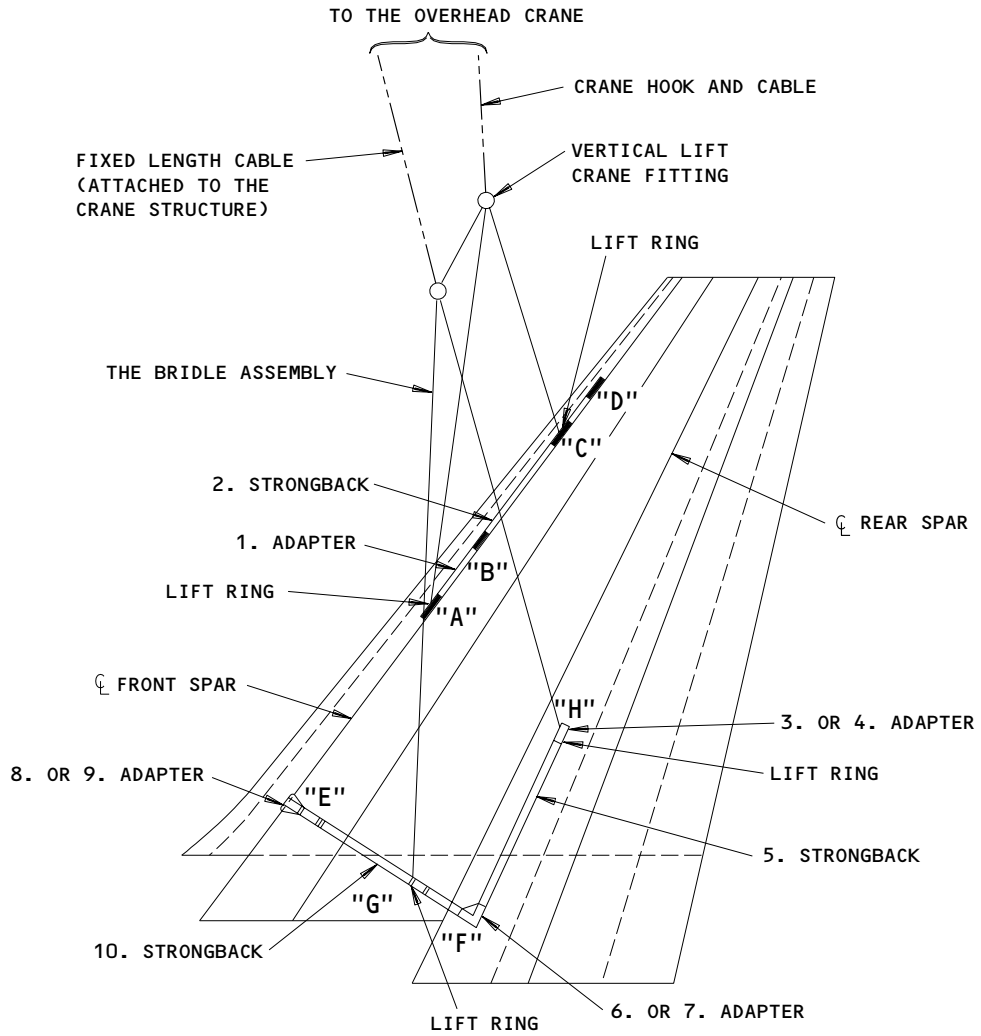 TO THE OVERHEAD CRANE
CRANE HOOK AND CABLE
FIXED LENGTH CABLE
(ATTACHED TO THE
CRANE STRUCTURE)
VERTICAL LIFT
CRANE FITTING
LIFT RING
THE BRIDLE ASSEMBLY
"D"
"C"
2. STRONGBACK
℄ REAR SPAR
1. ADAPTER
"B"
LIFT RING
"A"
℄ FRONT SPAR
"H"
3. OR 4. ADAPTER
8. OR 9. ADAPTER
LIFT RING
"E"
5. STRONGBACK
"G"
"F"
10. STRONGBACK
6. OR 7. ADAPTER
LIFT RING